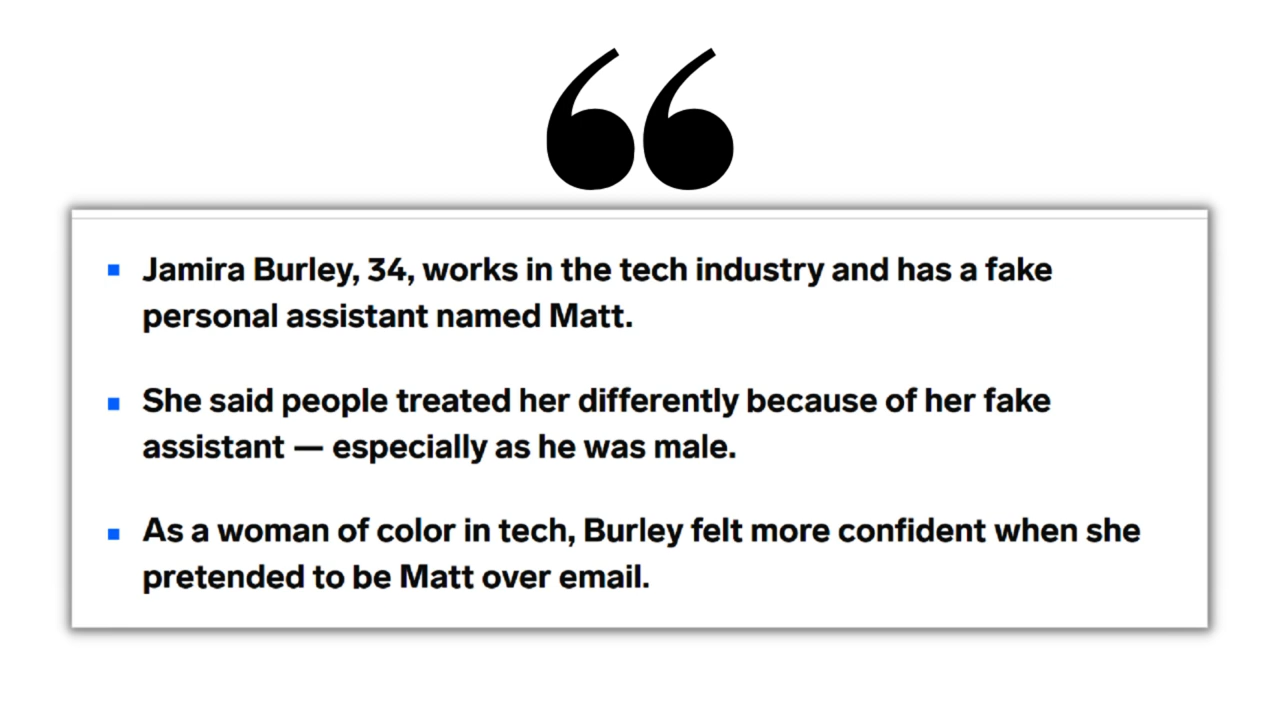 “
Jamira Burley, 34, works in the tech industry and has a fake
personal assistant named Matt.
She said people treated her differently because of her fake
assistant — especially as he was male.
As a woman of color in tech, Burley felt more confident when she
pretended to be Matt over email.